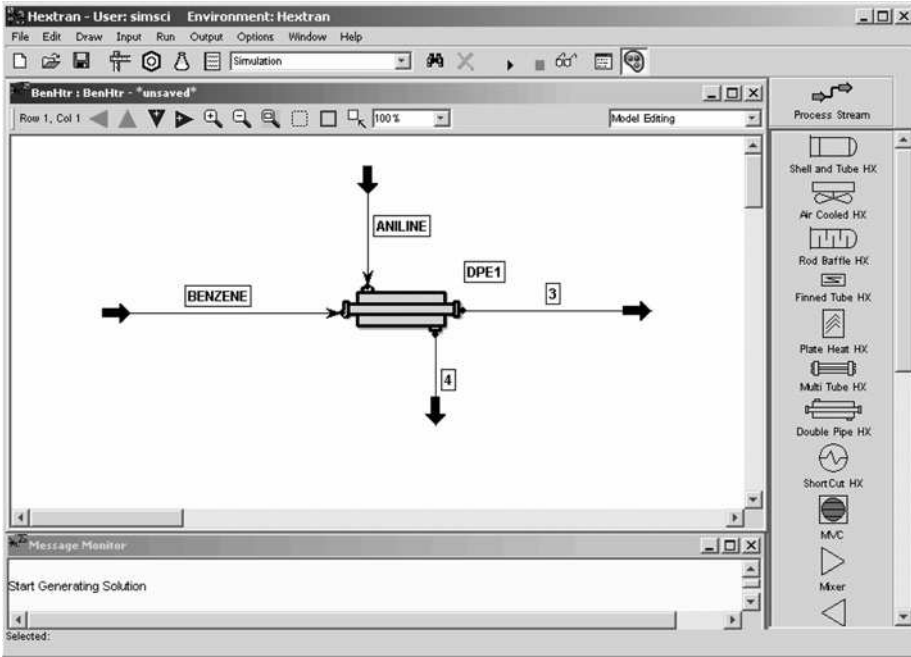 Hextran - User: simsci Environment: Hextran
File Edit Draw Input Run Output Options Window Help
Simulation
BenHtr : BenHtr - *unsaved*
Row 1, Col 1
100 %
Model Editing
ANILINE
DPE1
BENZENE
3
4
Message Monitor
Start Generating Solution
Selected:
Process Stream
Shell and Tube HX
Air Cooled HX
Rod Baffle HX
Finned Tube HX
Plate Heat HX
Multi Tube HX
Double Pipe HX
ShortCut HX
MVC
Mixer